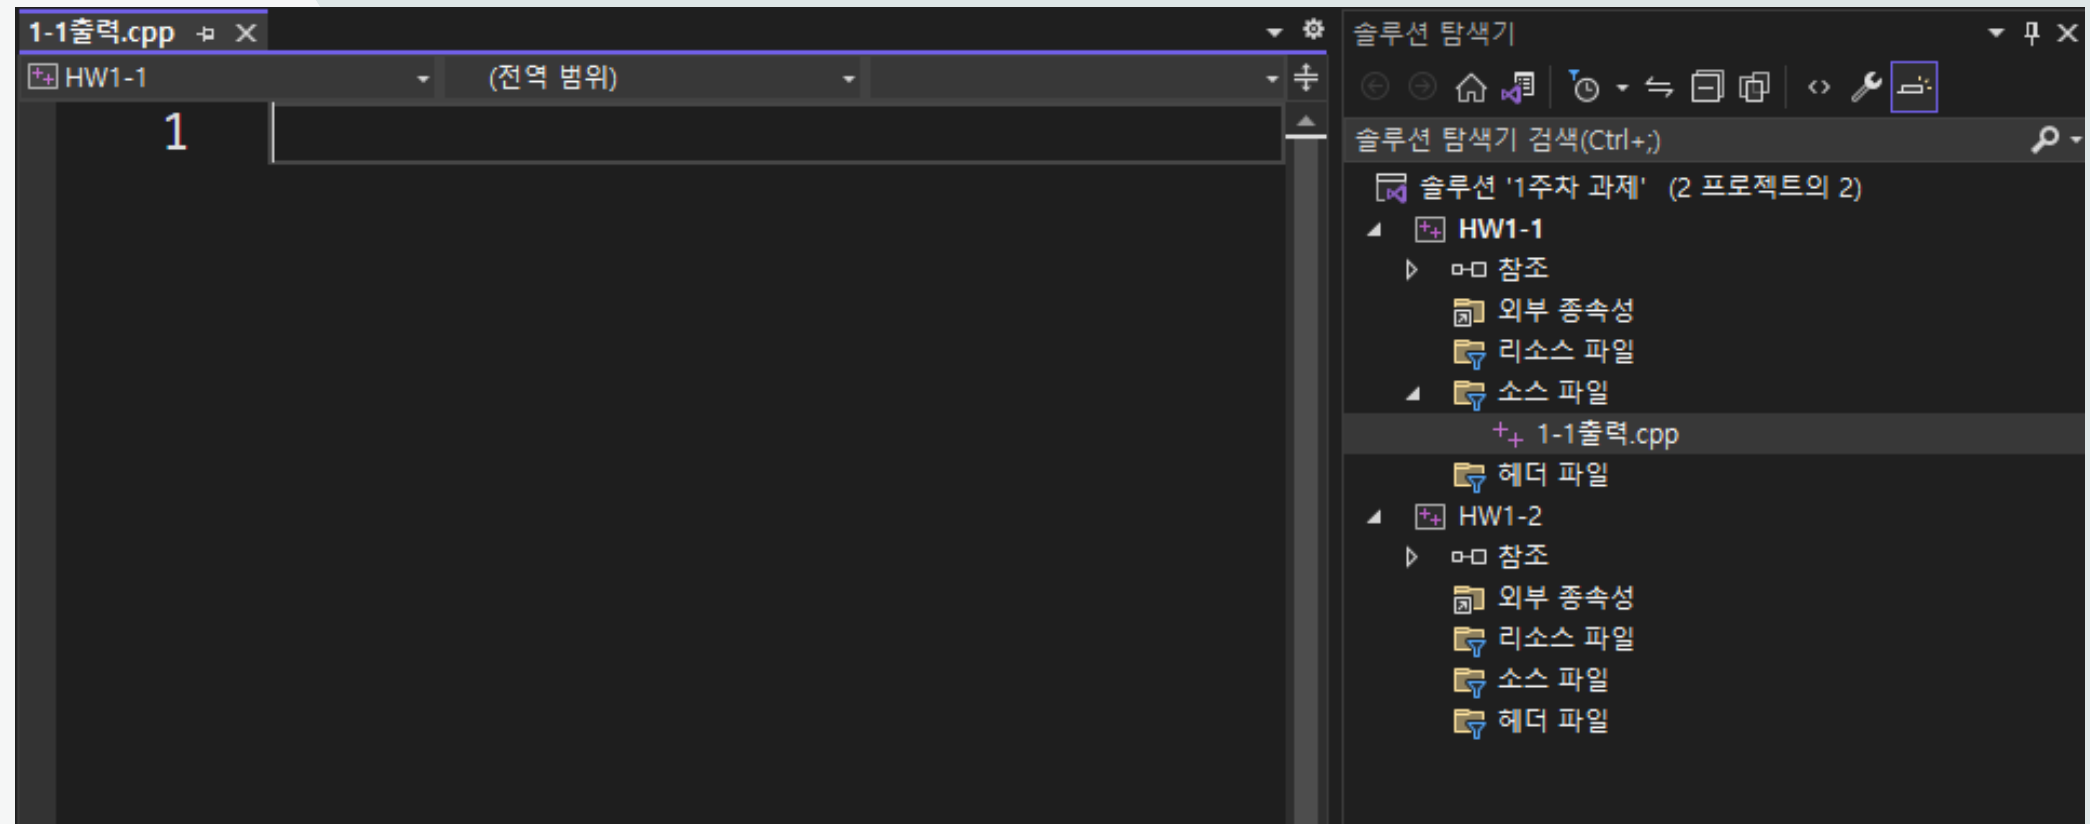 1-1출력.cpp
HW1-1
(전역 범위)
1
솔루션 탐색기
솔루션 탐색기 검색(Ctrl+;)
솔루션 '1주차 과제' (2 프로젝트의 2)
HW1-1
참조
외부 종속성
리소스 파일
소스 파일
1-1출력.cpp
헤더 파일
HW1-2
참조
외부 종속성
리소스 파일
소스 파일
헤더 파일